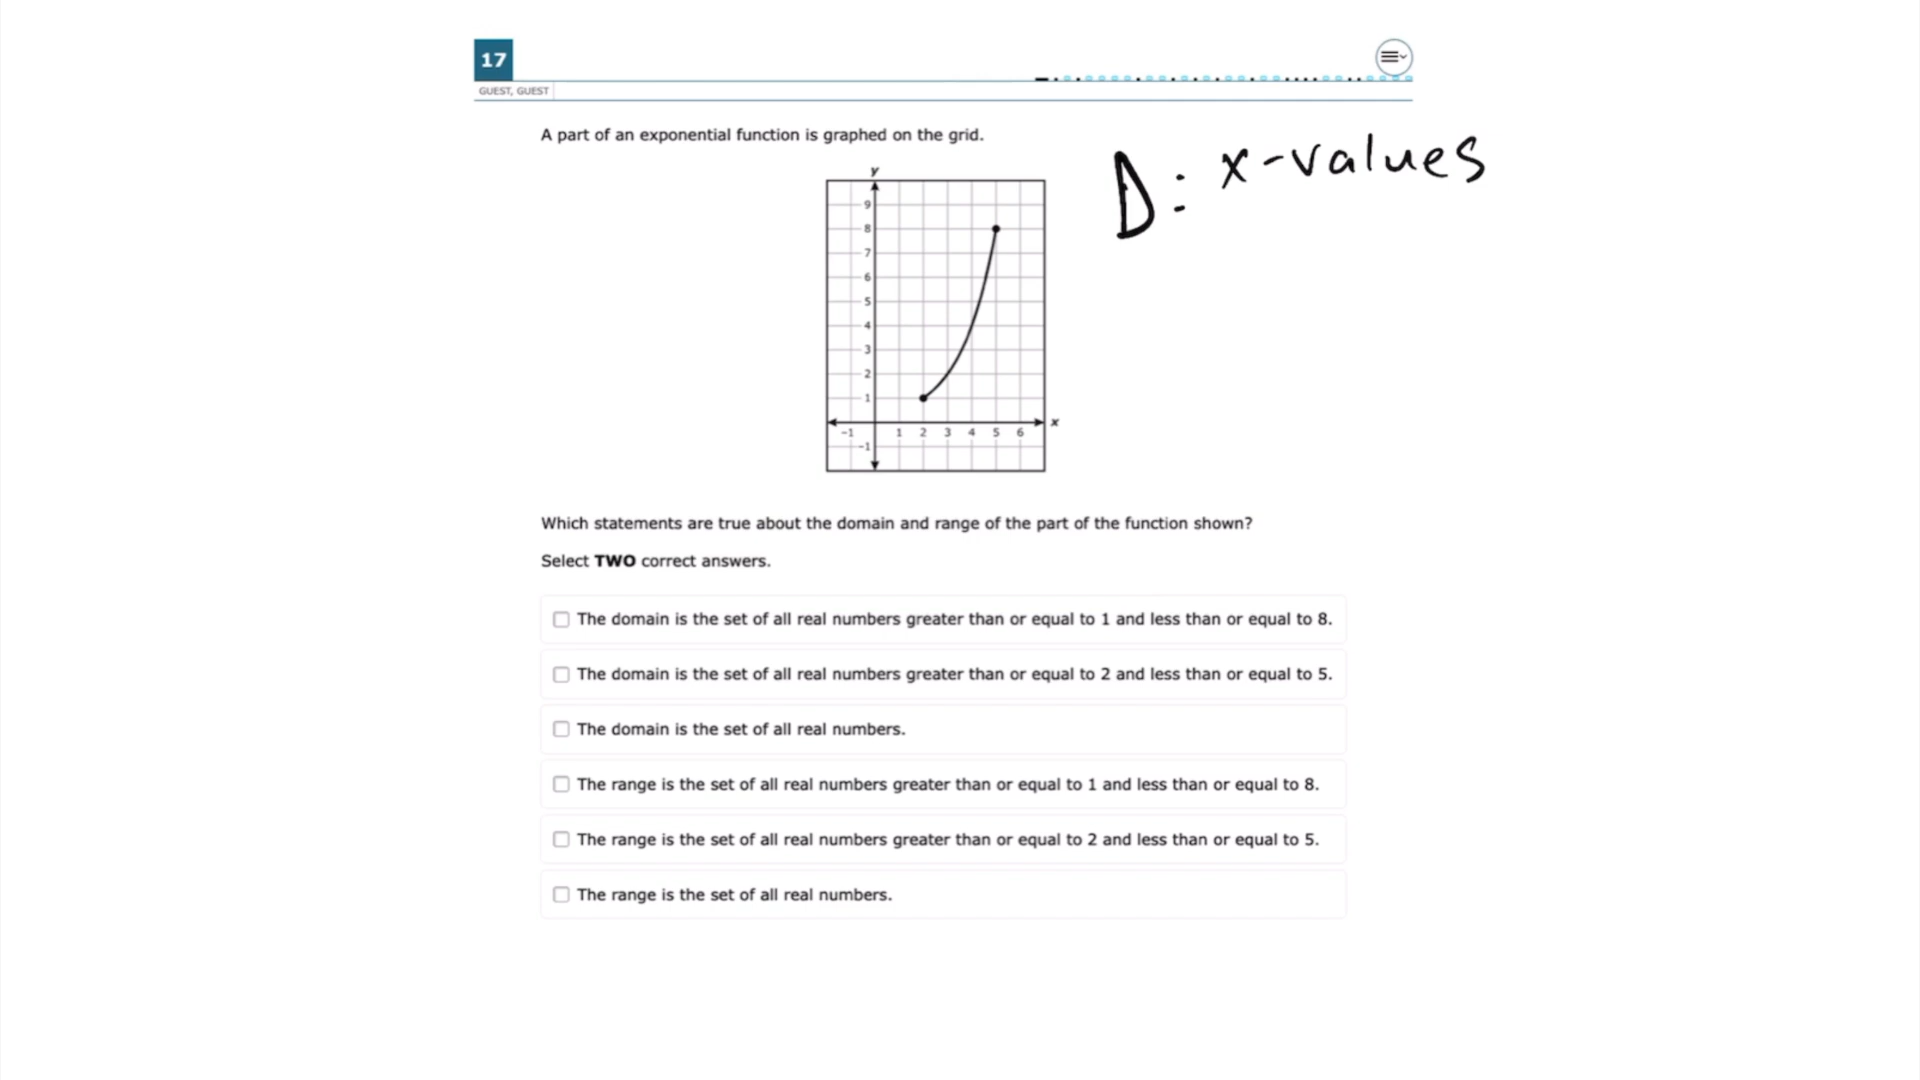 17
GUEST, GUEST
A part of an exponential function is graphed on the grid.
D: x-values
y
9
8
7
6
5
4
3
2
1
x
-1 1 2 3 4 5 6
-1
Which statements are true about the domain and range of the part of the function shown?
Select TWO correct answers.
The domain is the set of all real numbers greater than or equal to 1 and less than or equal to 8.
The domain is the set of all real numbers greater than or equal to 2 and less than or equal to 5.
The domain is the set of all real numbers.
The range is the set of all real numbers greater than or equal to 1 and less than or equal to 8.
The range is the set of all real numbers greater than or equal to 2 and less than or equal to 5.
The range is the set of all real numbers.